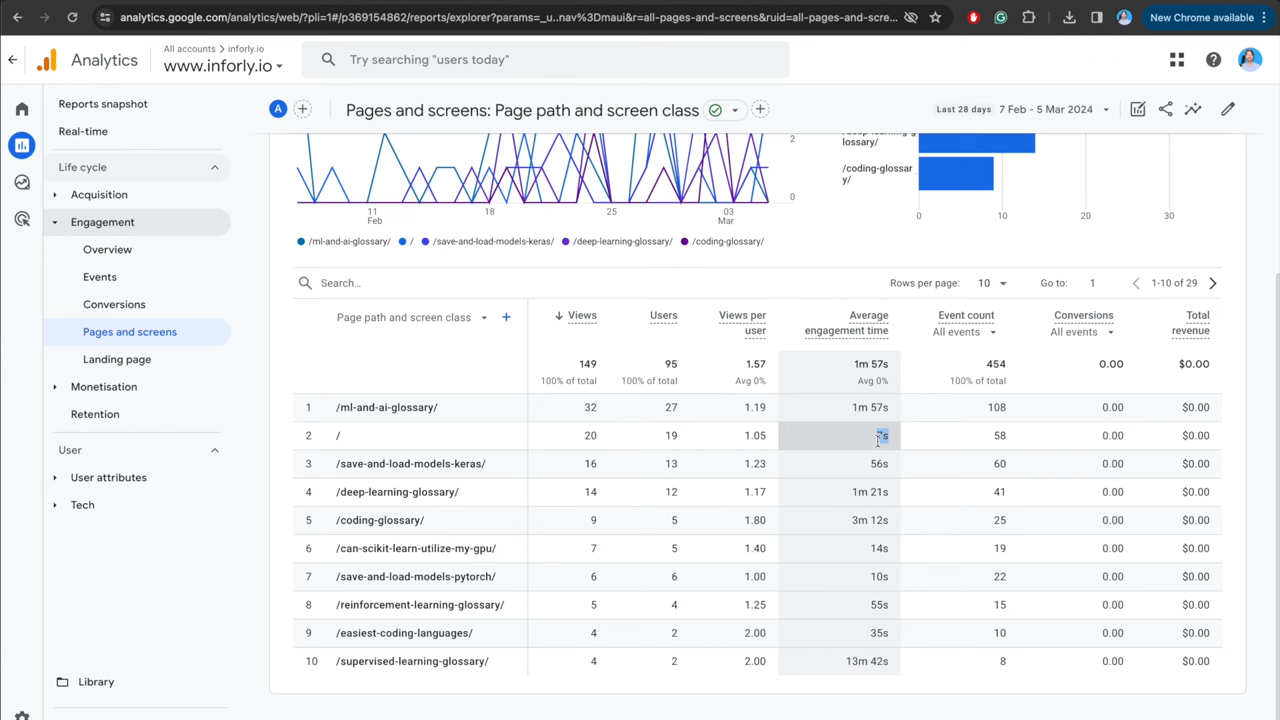 analytics.google.com/analytics/web/?pli=1#/p369154862/reports/explorer?params=_u..nav%3Dmaui&r=all-pages-and-screens&ruid=all-pages-and-scre...
New Chrome available
Analytics
All accounts > inforly.io
www.inforly.io
Try searching "users today"
Reports snapshot
Real-time
Life cycle
Acquisition
Engagement
Overview
Events
Conversions
Pages and screens
Landing page
Monetisation
Retention
User
User attributes
Tech
Library
A
Pages and screens: Page path and screen class
Last 28 days 7 Feb - 5 Mar 2024
2
0
11 Feb
18
25
03 Mar
/ml-and-ai-glossary/ / /save-and-load-models-keras/ /deep-learning-glossary/ /coding-glossary/
/deep-learning-g
lossary/
/coding-glossar
y/
0 10 20 30
Search...
Rows per page: 10 Go to: 1 1-10 of 29
Page path and screen class Views Users Views per user Average engagement time Event count All events Conversions All events Total revenue
149 95 1.57 1m 57s 454 0.00 $0.00
100% of total 100% of total Avg 0% Avg 0% 100% of total
1 /ml-and-ai-glossary/ 32 27 1.19 1m 57s 108 0.00 $0.00
2 / 20 19 1.05 7s 58 0.00 $0.00
3 /save-and-load-models-keras/ 16 13 1.23 56s 60 0.00 $0.00
4 /deep-learning-glossary/ 14 12 1.17 1m 21s 41 0.00 $0.00
5 /coding-glossary/ 9 5 1.80 3m 12s 25 0.00 $0.00
6 /can-scikit-learn-utilize-my-gpu/ 7 5 1.40 14s 19 0.00 $0.00
7 /save-and-load-models-pytorch/ 6 6 1.00 10s 22 0.00 $0.00
8 /reinforcement-learning-glossary/ 5 4 1.25 55s 15 0.00 $0.00
9 /easiest-coding-languages/ 4 2 2.00 35s 10 0.00 $0.00
10 /supervised-learning-glossary/ 4 2 2.00 13m 42s 8 0.00 $0.00